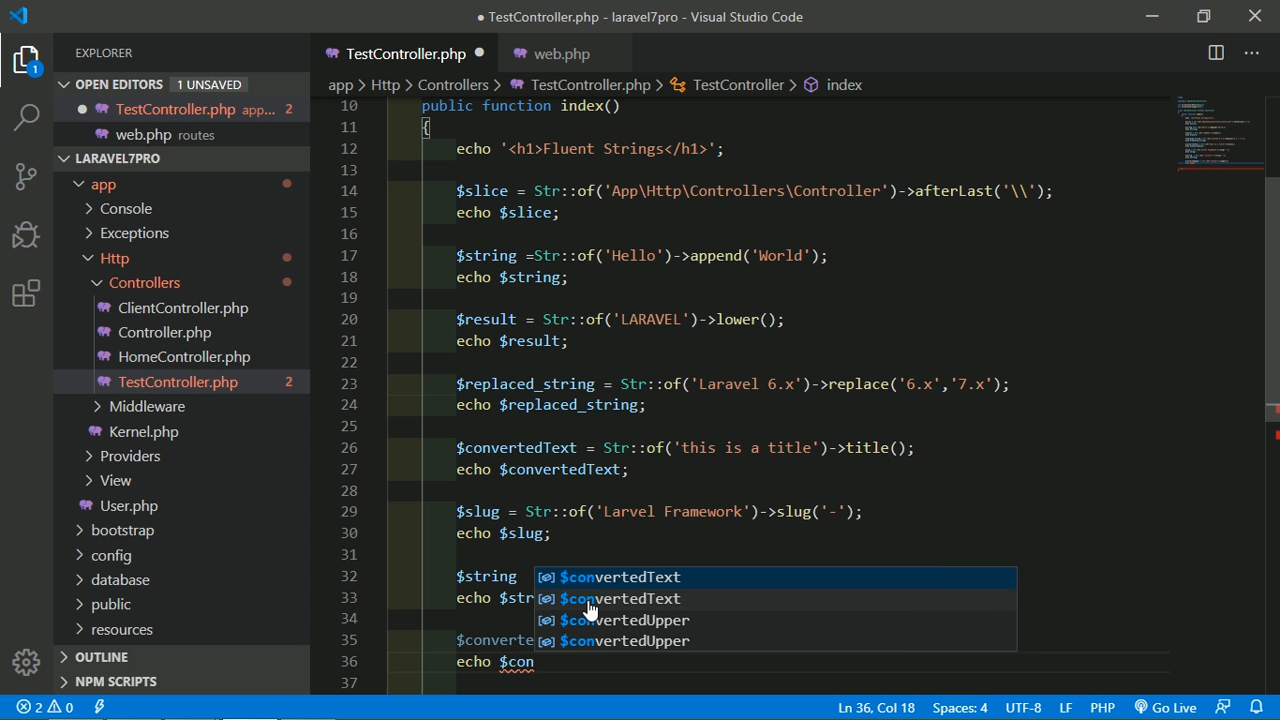 ● TestController.php - laravel7pro - Visual Studio Code
EXPLORER
TestController.php
web.php
1
OPEN EDITORS 1 UNSAVED
app > Http > Controllers > TestController.php > TestController > index
TestController.php app... 2
web.php routes
LARAVEL7PRO
app
Console
Exceptions
Http
Controllers
ClientController.php
Controller.php
HomeController.php
TestController.php 2
Middleware
Kernel.php
Providers
View
User.php
bootstrap
config
database
public
resources
OUTLINE
NPM SCRIPTS
10 public function index()
11 {
12 echo '<h1>Fluent Strings</h1>';
13
14 $slice = Str::of('App\Http\Controllers\Controller')->afterLast('\\');
15 echo $slice;
16
17 $string =Str::of('Hello')->append('World');
18 echo $string;
19
20 $result = Str::of('LARAVEL')->lower();
21 echo $result;
22
23 $replaced_string = Str::of('Laravel 6.x')->replace('6.x','7.x');
24 echo $replaced_string;
25
26 $convertedText = Str::of('this is a title')->title();
27 echo $convertedText;
28
29 $slug = Str::of('Larvel Framework')->slug('-');
30 echo $slug;
31
32 $string
33 echo $str
34
35 $converte
36 echo $con
37
$convertedText
$convertedText
$convertedUpper
$convertedUpper
2 0 Ln 36, Col 18 Spaces: 4 UTF-8 LF PHP Go Live